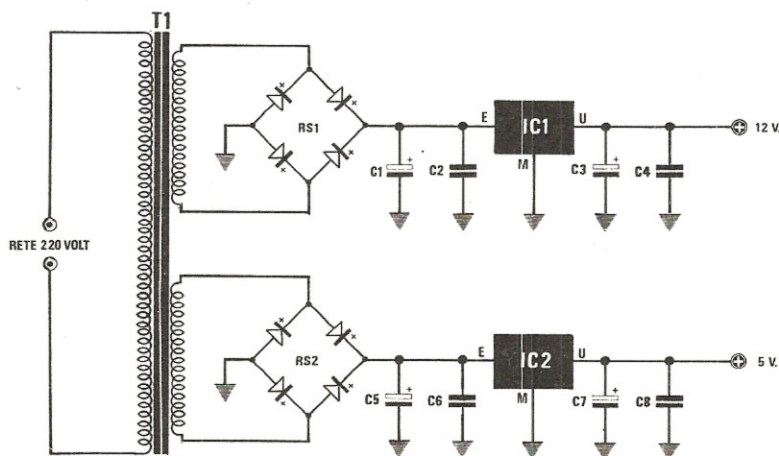 T1
RS1
E
IC1
U
M
C1
+
C2
C3
+
C4
12 V.
RETE 220 VOLT
RS2
E
IC2
U
M
C5
+
C6
C7
+
C8
5 V.